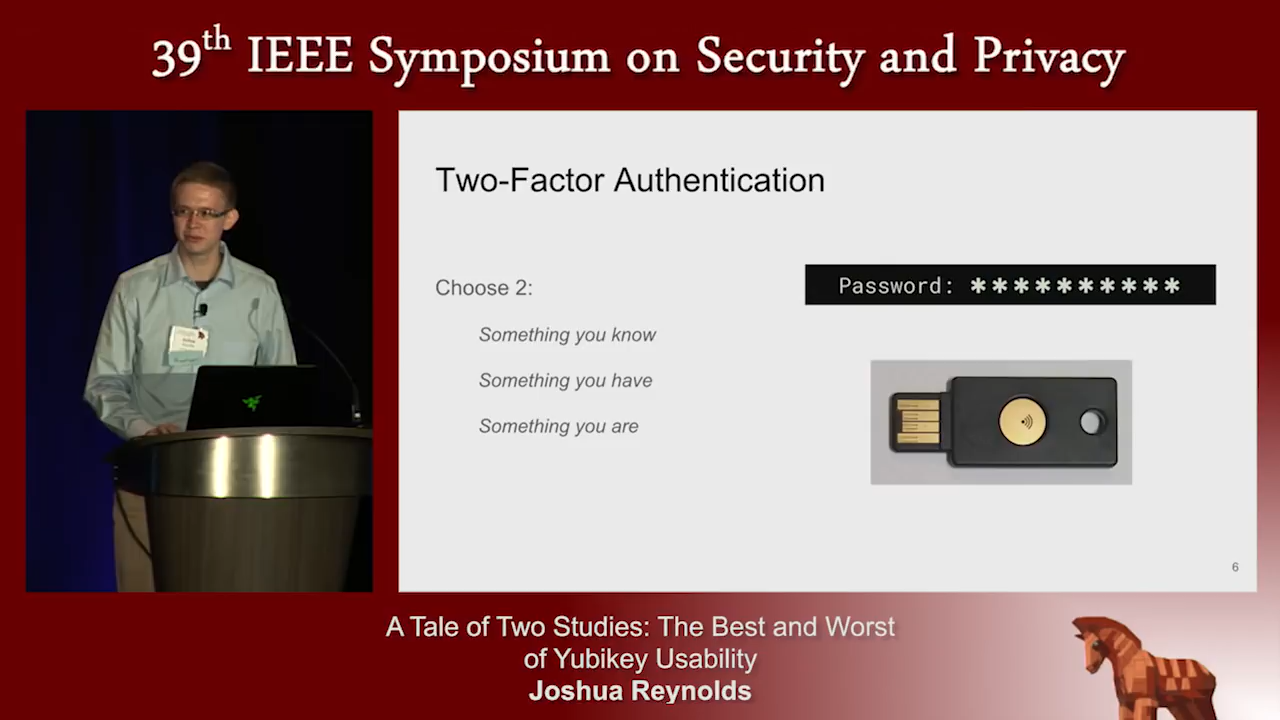 39th IEEE Symposium on Security and Privacy
Two-Factor Authentication
Choose 2:
Something you know
Something you have
Something you are
Password: **********
6
A Tale of Two Studies: The Best and Worst
of Yubikey Usability
Joshua Reynolds